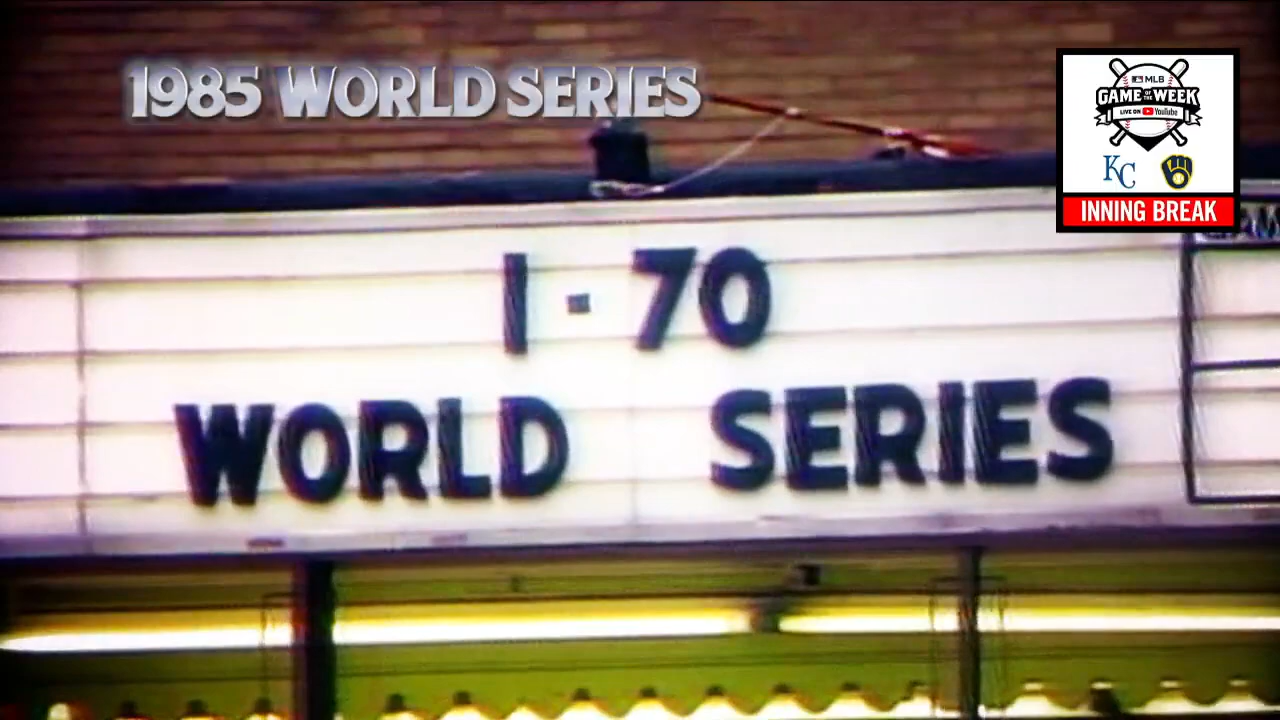 1985 WORLD SERIES
MLB
GAME OF THE WEEK
LIVE ON YouTube
KC
INNING BREAK
I-70
WORLD SERIES